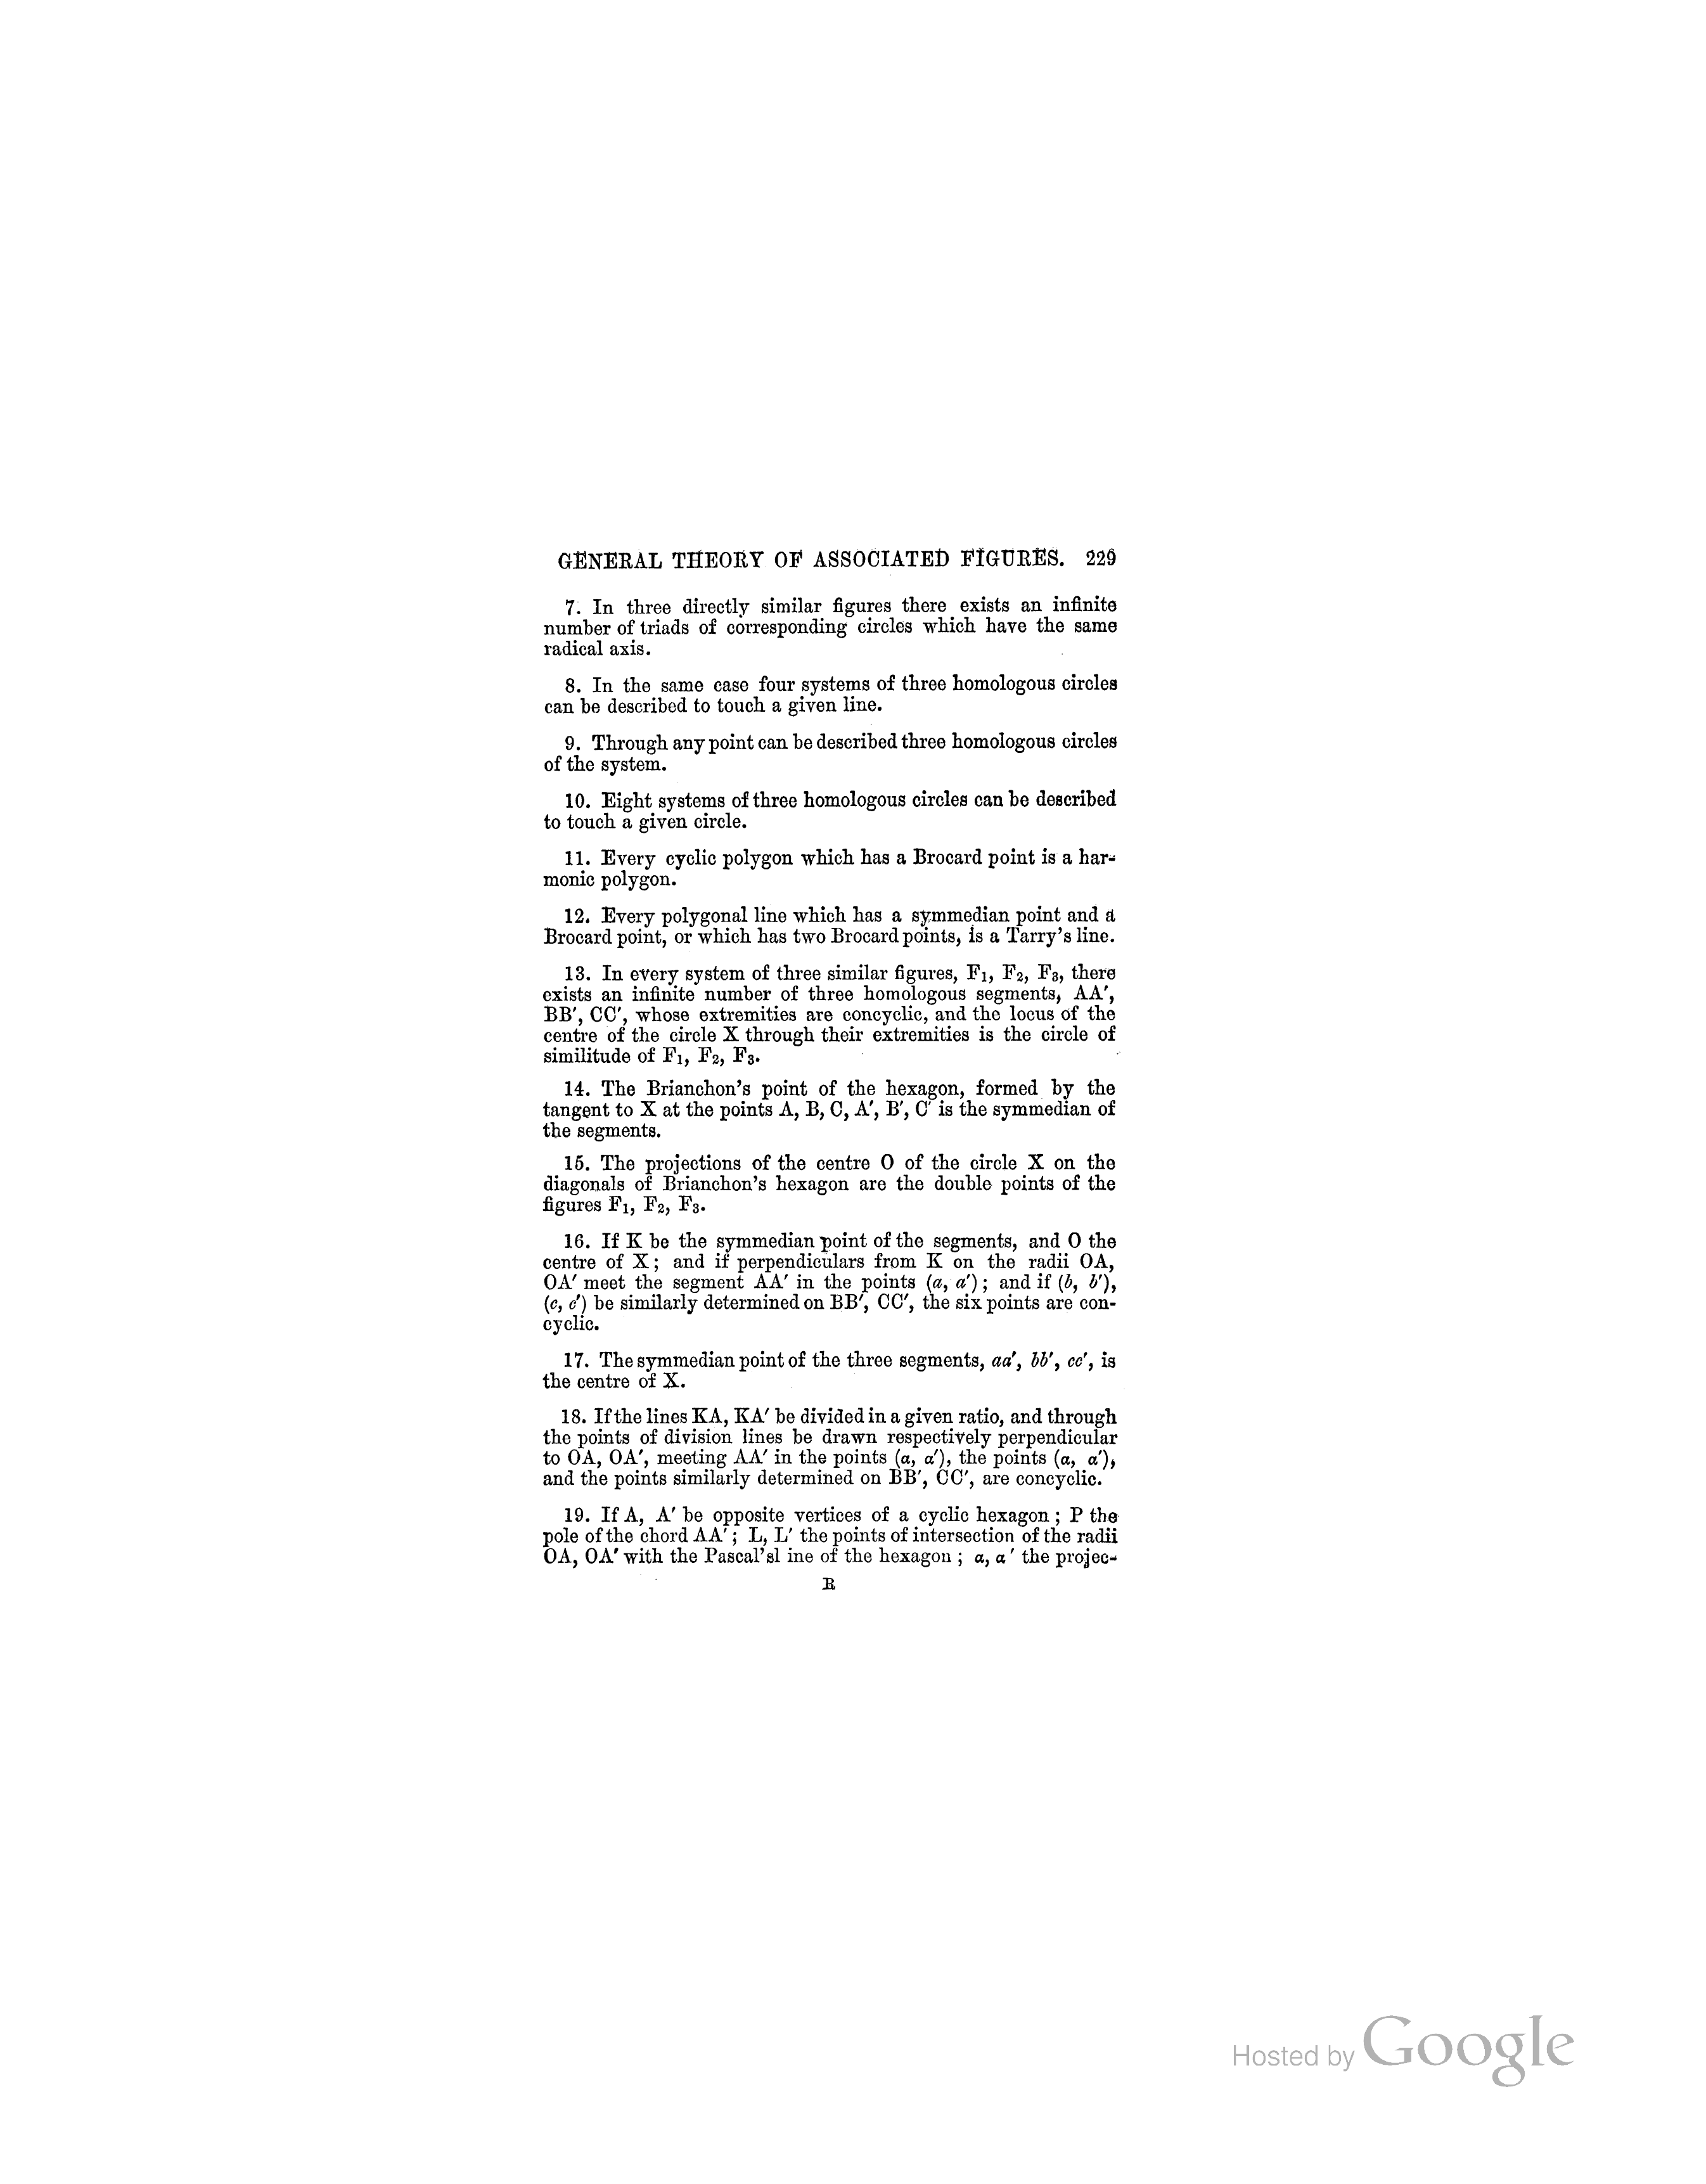 GENERAL THEORY OF ASSOCIATED FIGURES. 229
7. In three directly similar figures there exists an infinite
number of triads of corresponding circles which have the same
radical axis.
8. In the same case four systems of three homologous circles
can be described to touch a given line.
9. Through any point can be described three homologous circles
of the system.
10. Eight systems of three homologous circles can be described
to touch a given circle.
11. Every cyclic polygon which has a Brocard point is a har-
monic polygon.
12. Every polygonal line which has a symmedian point and a
Brocard point, or which has two Brocard points, is a Tarry's line.
13. In every system of three similar figures, F₁, F₂, F₃, there
exists an infinite number of three homologous segments, AA′,
BB′, CC′, whose extremities are concyclic, and the locus of the
centre of the circle X through their extremities is the circle of
similitude of F₁, F₂, F₃.
14. The Brianchon's point of the hexagon, formed by the
tangent to X at the points A, B, C, A′, B′, C′ is the symmedian of
the segments.
15. The projections of the centre O of the circle X on the
diagonals of Brianchon's hexagon are the double points of the
figures F₁, F₂, F₃.
16. If K be the symmedian point of the segments, and O the
centre of X; and if perpendiculars from K on the radii OA,
OA′ meet the segment AA′ in the points (a, a′); and if (b, b′),
(c, c′) be similarly determined on BB′, CC′, the six points are con-
cyclic.
17. The symmedian point of the three segments, aa′, bb′, cc′, is
the centre of X.
18. If the lines KA, KA′ be divided in a given ratio, and through
the points of division lines be drawn respectively perpendicular
to OA, OA′, meeting AA′ in the points (α, α′), the points (α, α′),
and the points similarly determined on BB′, CC′, are concyclic.
19. If A, A′ be opposite vertices of a cyclic hexagon; P the
pole of the chord AA′; L, L′ the points of intersection of the radii
OA, OA′ with the Pascal'sl ine of the hexagon; α, α′ the projec-
R
Hosted by Google